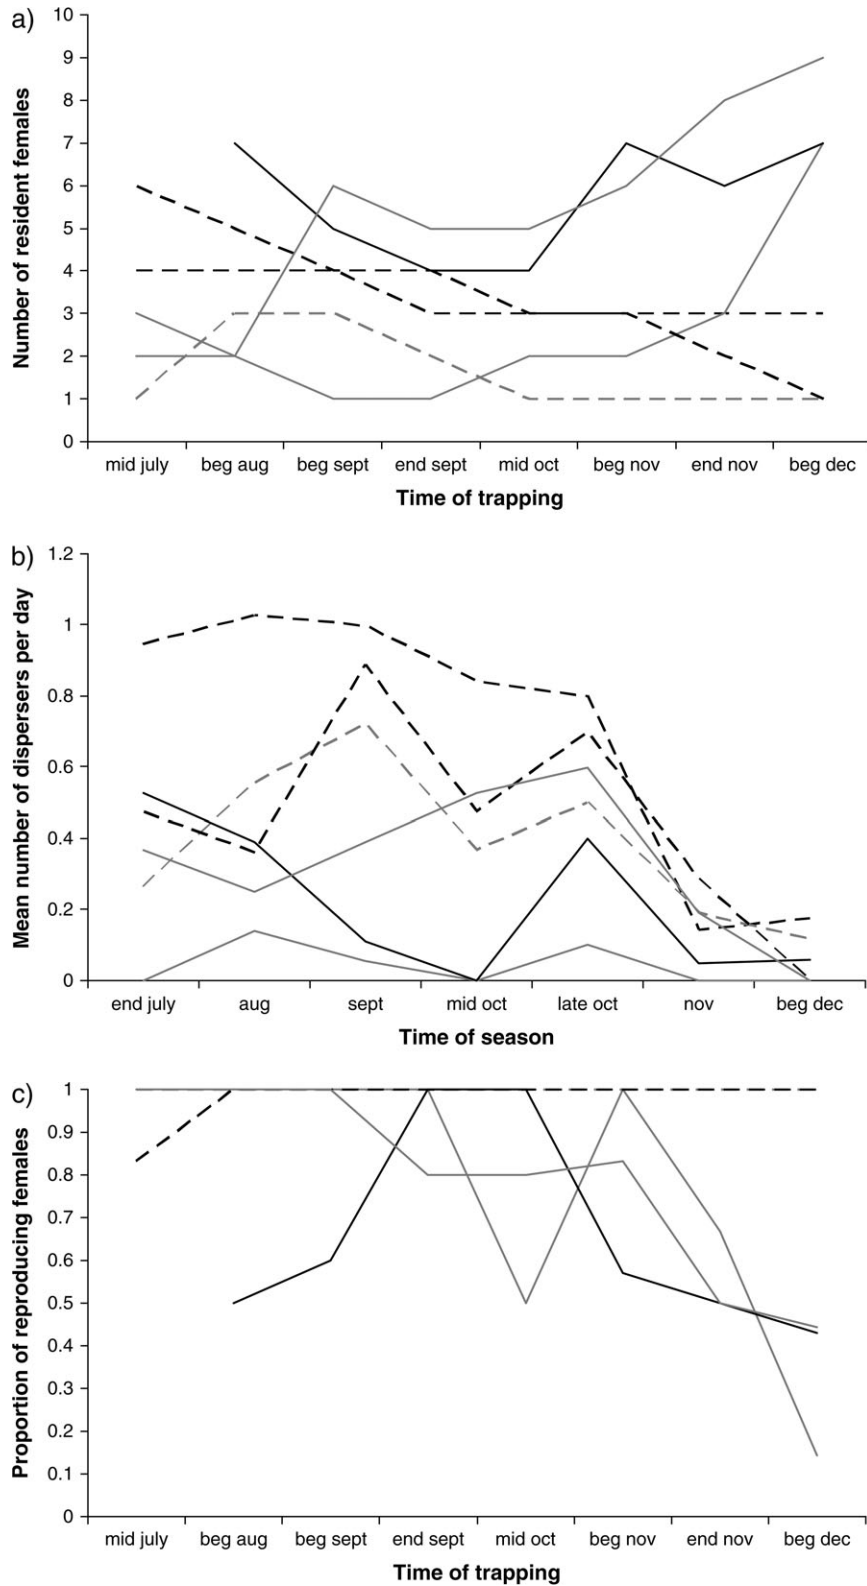 a)
10
9
8
7
6
5
4
3
2
1
0
Number of resident females
mid july beg aug beg sept end sept mid oct beg nov end nov beg dec
Time of trapping
b)
1.2
1
0.8
0.6
0.4
0.2
0
Mean number of dispersers per day
end july aug sept mid oct late oct nov beg dec
Time of season
c)
1
0.9
0.8
0.7
0.6
0.5
0.4
0.3
0.2
0.1
0
Proportion of reproducing females
mid july beg aug beg sept end sept mid oct beg nov end nov beg dec
Time of trapping